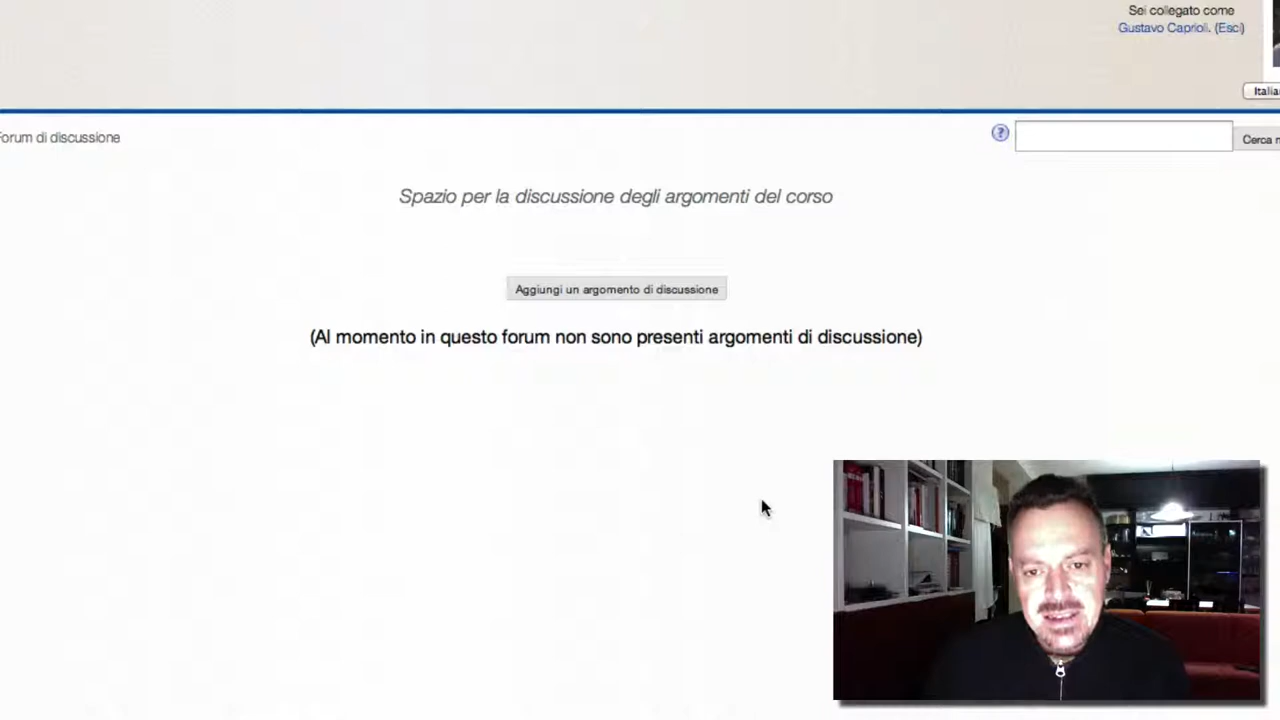 Sei collegato come
Gustavo Caprioli. (Esci)
Forum di discussione
Spazio per la discussione degli argomenti del corso
Aggiungi un argomento di discussione
(Al momento in questo forum non sono presenti argomenti di discussione)